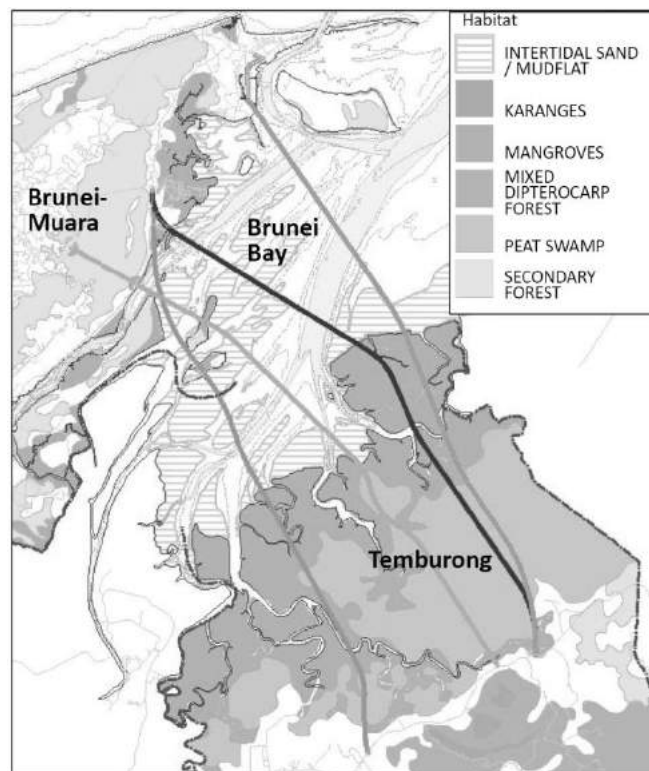 Habitat
INTERTIDAL SAND
/ MUDFLAT
KARANGES
MANGROVES
MIXED
DIPTEROCARP
FOREST
PEAT SWAMP
SECONDARY
FOREST
Brunei-
Muara
Brunei
Bay
Temburong